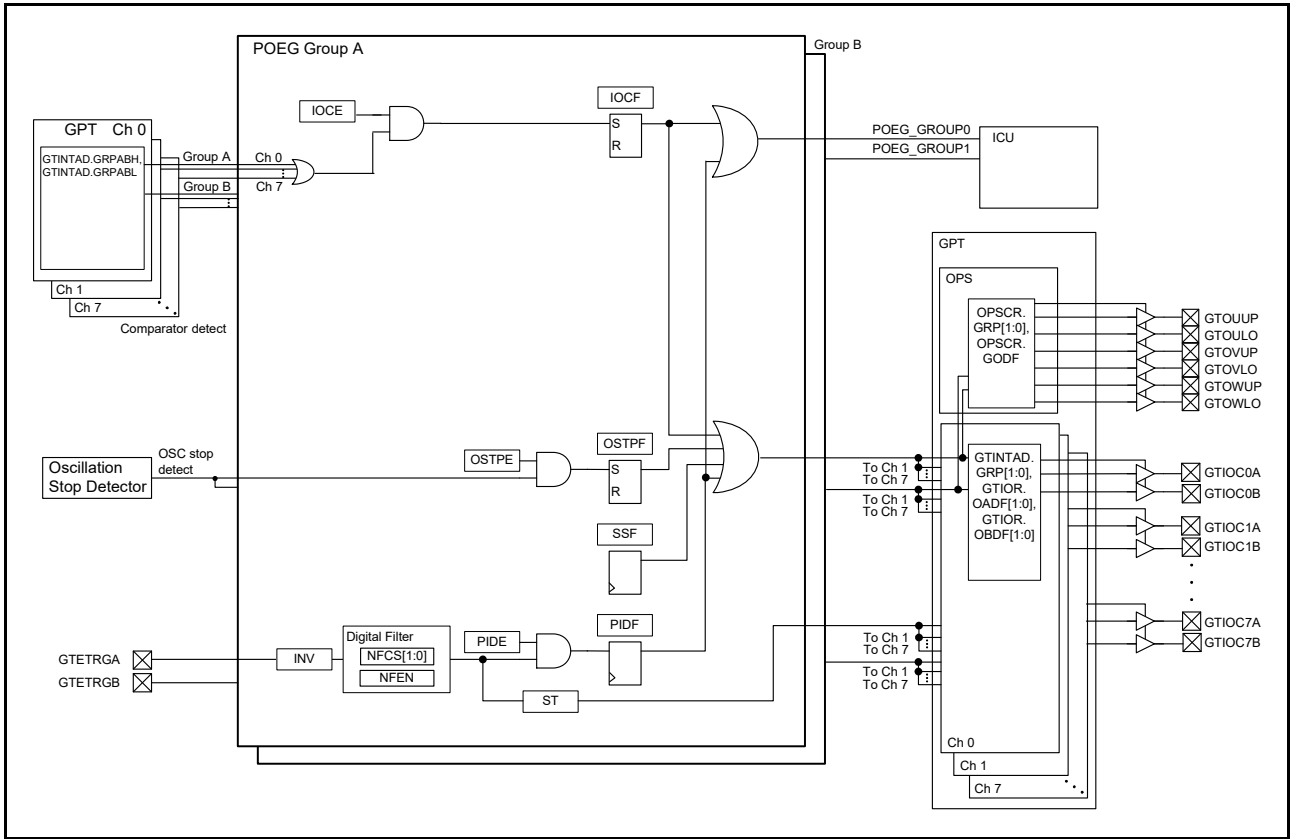 POEG Group A
Group B
IOCE
IOCF
S
R
GPT Ch 0
GTINTAD.GRPABH,
GTINTAD.GRPABL
Group A
Group B
Ch 0
Ch 7
Ch 1
Ch 7
Comparator detect
POEG_GROUP0
POEG_GROUP1
ICU
GPT
OPS
OPSCR.
GRP[1:0],
OPSCR.
GODF
GTOUUP
GTOULO
GTOVUP
GTOVLO
GTOWUP
GTOWLO
Oscillation
Stop Detector
OSC stop
detect
OSTPE
OSTPF
S
R
SSF
To Ch 1
To Ch 7
To Ch 1
To Ch 7
GTINTAD.
GRP[1:0],
GTIOR.
OADF[1:0],
GTIOR.
OBDF[1:0]
GTIOC0A
GTIOC0B
GTIOC1A
GTIOC1B
GTIOC7A
GTIOC7B
GTETRGA
GTETRGB
INV
Digital Filter
NFCS[1:0]
NFEN
PIDE
PIDF
ST
To Ch 1
To Ch 7
To Ch 1
To Ch 7
Ch 0
Ch 1
Ch 7